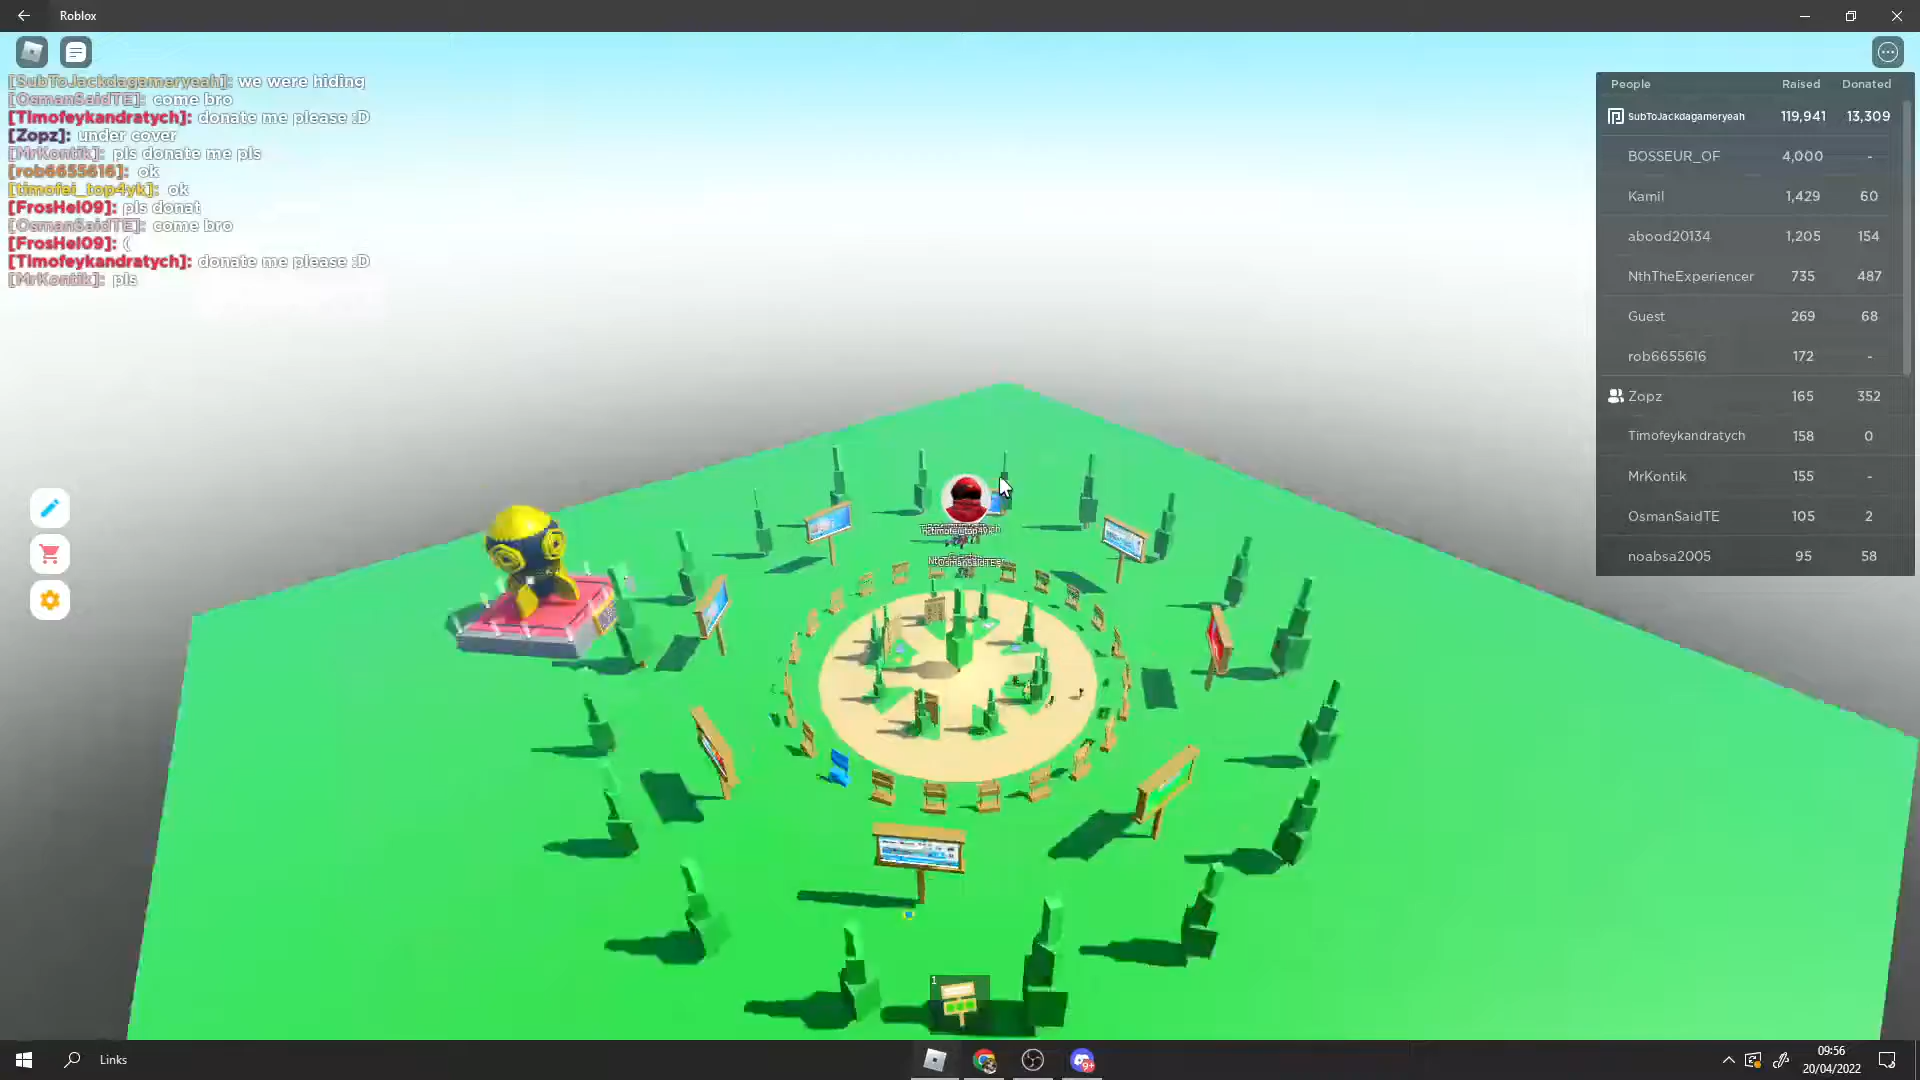 Roblox
[SubToJackdagameryeah]: we were hiding
[OsmanSaidTE]: come bro
[Timofeykandratych]: donate me please :D
[Zopz]: under cover
[MrKontik]: pls donate me pls
[rob6655616]: ok
[timofei_top4yk]: ok
[FrosHel09]: pls donat
[OsmanSaidTE]: come bro
[FrosHel09]: (
[Timofeykandratych]: donate me please :D
[MrKontik]: pls
People Raised Donated
SubToJackdagameryeah 119,941 13,309
BOSSEUR_OF 4,000 -
Kamil 1,429 60
abood20134 1,205 154
NthTheExperiencer 735 487
Guest 269 68
rob6655616 172 -
Zopz 165 352
Timofeykandratych 158 0
MrKontik 155 -
OsmanSaidTE 105 2
noabsa2005 95 58
1
Links
9+
09:56
20/04/2022